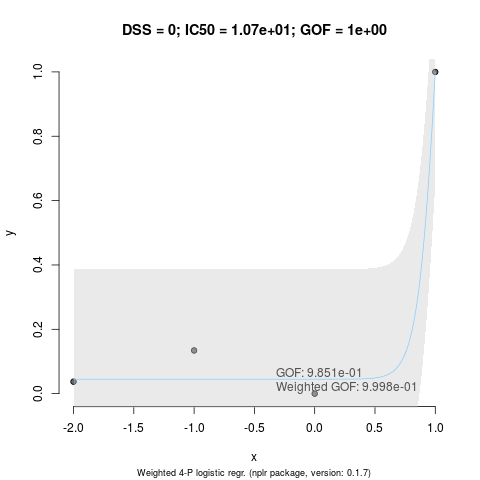 DSS = 0; IC50 = 1.07e+01; GOF = 1e+00
1.0
0.8
0.6
0.4
0.2
0.0
y
GOF: 9.851e-01
Weighted GOF: 9.998e-01
-2.0 -1.5 -1.0 -0.5 0.0 0.5 1.0
x
Weighted 4-P logistic regr. (nplr package, version: 0.1.7)